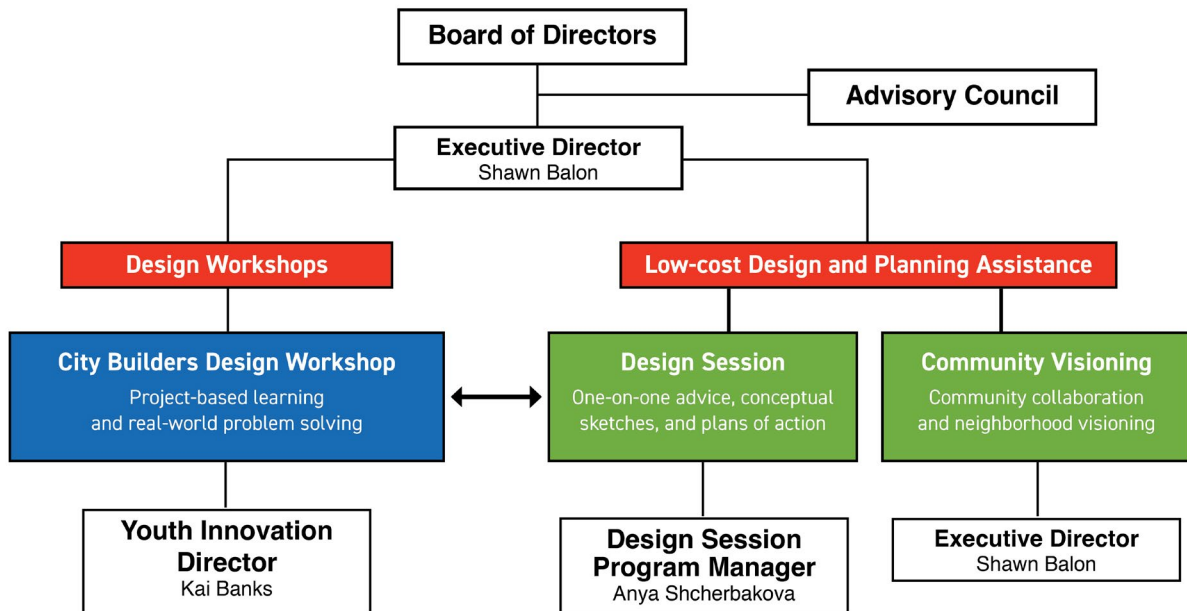 Board of Directors
Advisory Council
Executive Director
Shawn Balon
Design Workshops
Low-cost Design and Planning Assistance
City Builders Design Workshop
Project-based learning
and real-world problem solving
Design Session
One-on-one advice, conceptual
sketches, and plans of action
Community Visioning
Community collaboration
and neighborhood visioning
Youth Innovation
Director
Kai Banks
Design Session
Program Manager
Anya Shcherbakova
Executive Director
Shawn Balon